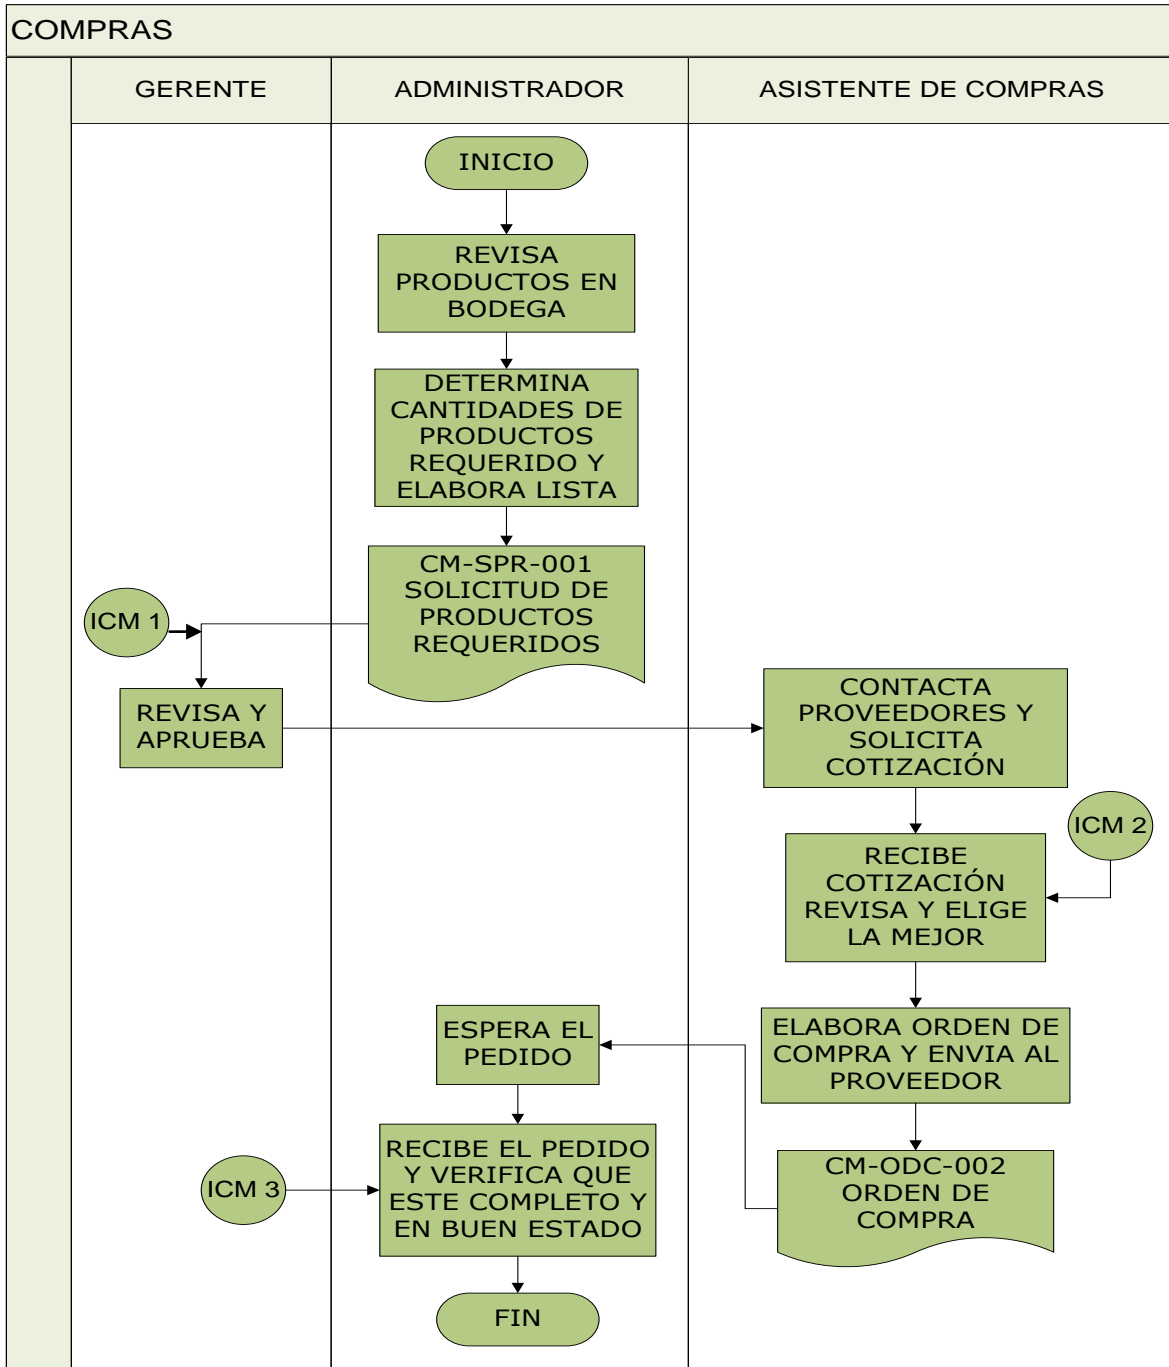 COMPRAS
GERENTE
ADMINISTRADOR
ASISTENTE DE COMPRAS
INICIO
REVISA
PRODUCTOS EN
BODEGA
DETERMINA
CANTIDADES DE
PRODUCTOS
REQUERIDO Y
ELABORA LISTA
CM-SPR-001
SOLICITUD DE
PRODUCTOS
REQUERIDOS
ICM 1
REVISA Y
APRUEBA
CONTACTA
PROVEEDORES Y
SOLICITA
COTIZACIÓN
ICM 2
RECIBE
COTIZACIÓN
REVISA Y ELIGE
LA MEJOR
ELABORA ORDEN DE
COMPRA Y ENVIA AL
PROVEEDOR
CM-ODC-002
ORDEN DE
COMPRA
ESPERA EL
PEDIDO
ICM 3
RECIBE EL PEDIDO
Y VERIFICA QUE
ESTE COMPLETO Y
EN BUEN ESTADO
FIN